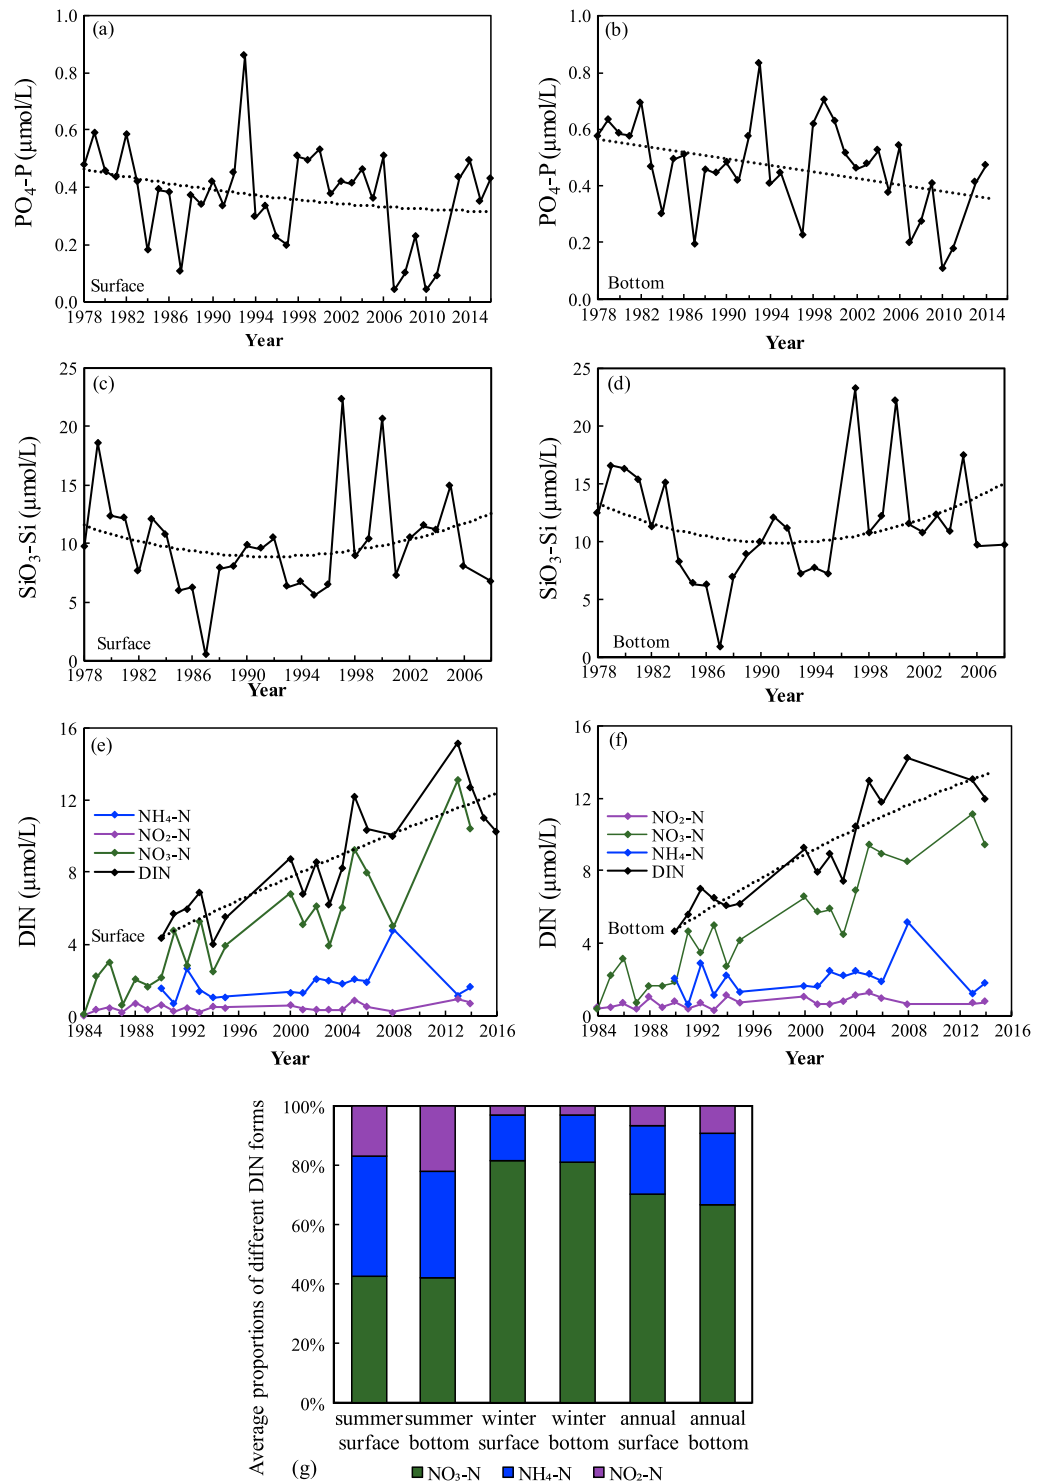 (a)
PO₄-P (μmol/L)
1.0
0.8
0.6
0.4
0.2
0.0
Surface
1978 1982 1986 1990 1994 1998 2002 2006 2010 2014
Year
(b)
PO₄-P (μmol/L)
1.0
0.8
0.6
0.4
0.2
0.0
Bottom
1978 1982 1986 1990 1994 1998 2002 2006 2010 2014
Year
(c)
SiO₃-Si (μmol/L)
25
20
15
10
5
0
Surface
1978 1982 1986 1990 1994 1998 2002 2006
Year
(d)
SiO₃-Si (μmol/L)
25
20
15
10
5
0
Bottom
1978 1982 1986 1990 1994 1998 2002 2006
Year
(e)
DIN (μmol/L)
16
12
8
4
0
NH₄-N
NO₂-N
NO₃-N
DIN
Surface
1984 1988 1992 1996 2000 2004 2008 2012 2016
Year
(f)
DIN (μmol/L)
16
12
8
4
0
NO₂-N
NO₃-N
NH₄-N
DIN
Bottom
1984 1988 1992 1996 2000 2004 2008 2012 2016
Year
Average proportions of different DIN forms
100%
80%
60%
40%
20%
0%
summer summer winter winter annual annual
surface bottom surface bottom surface bottom
(g)
NO₃-N NH₄-N NO₂-N